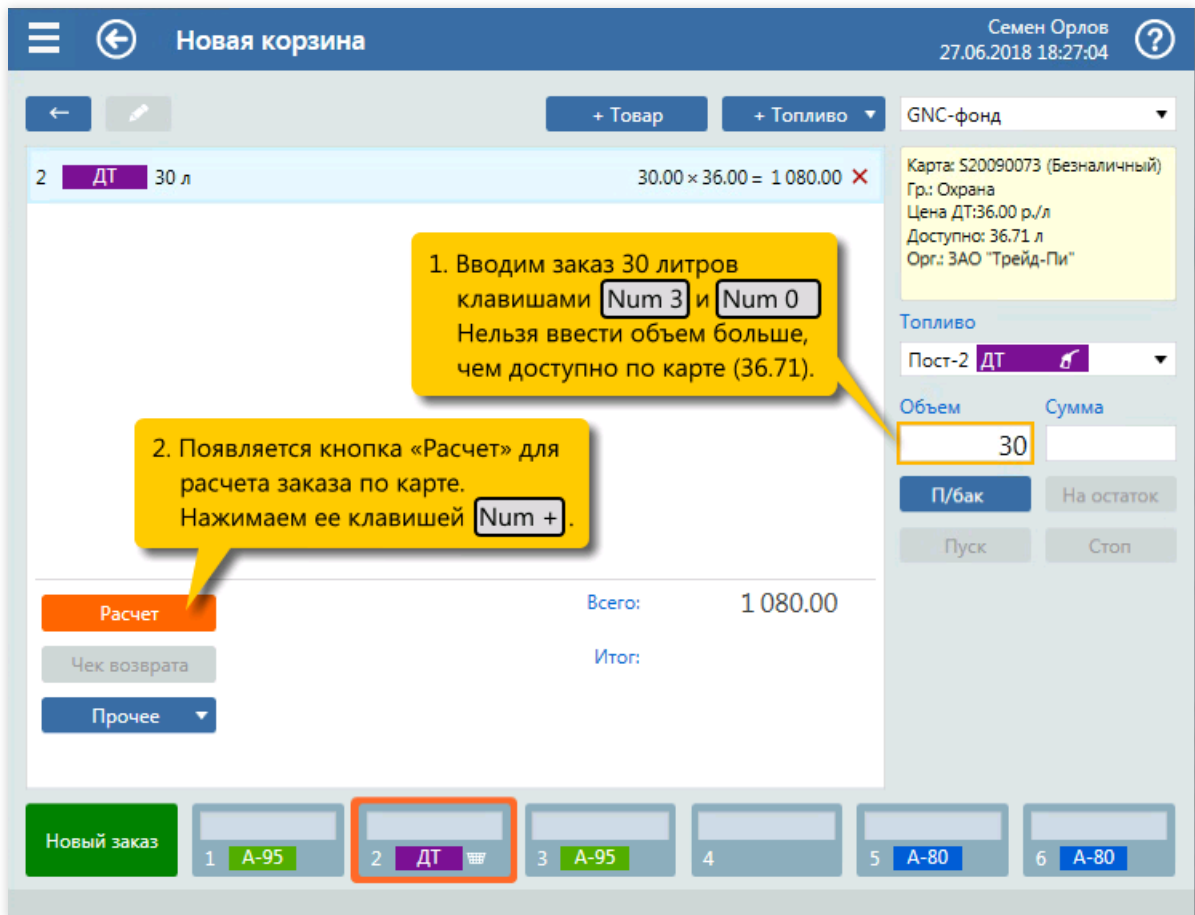 Новая корзина
Семен Орлов
27.06.2018 18:27:04
+ Товар
+ Топливо
GNC-фонд
2 ДТ 30 л 30.00 × 36.00 = 1 080.00
Карта: S20090073 (Безналичный)
Гр.: Охрана
Цена ДТ:36.00 р./л
Доступно: 36.71 л
Орг.: ЗАО "Трейд-Пи"
1. Вводим заказ 30 литров
клавишами Num 3 и Num 0
Нельзя ввести объем больше,
чем доступно по карте (36.71).
Топливо
Пост-2 ДТ
Объем Сумма
30
П/бак На остаток
Пуск Стоп
2. Появляется кнопка «Расчет» для
расчета заказа по карте.
Нажимаем ее клавишей Num + .
Расчет
Всего: 1 080.00
Чек возврата
Итог:
Прочее
Новый заказ
1 А-95
2 ДТ
3 А-95
4
5 А-80
6 А-80